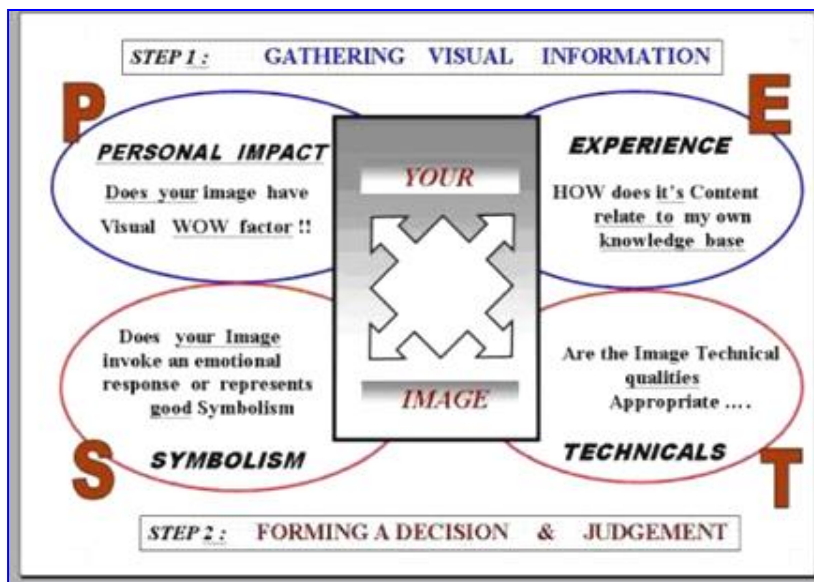 STEP 1 : GATHERING VISUAL INFORMATION
P
PERSONAL IMPACT
Does your image have
Visual WOW factor !!
E
EXPERIENCE
HOW does it's Content
relate to my own
knowledge base
YOUR
IMAGE
Does your Image
invoke an emotional
response or represents
good Symbolism
SYMBOLISM
S
Are the Image Technical
qualities
Appropriate ....
TECHNICALS
T
STEP 2 : FORMING A DECISION & JUDGEMENT